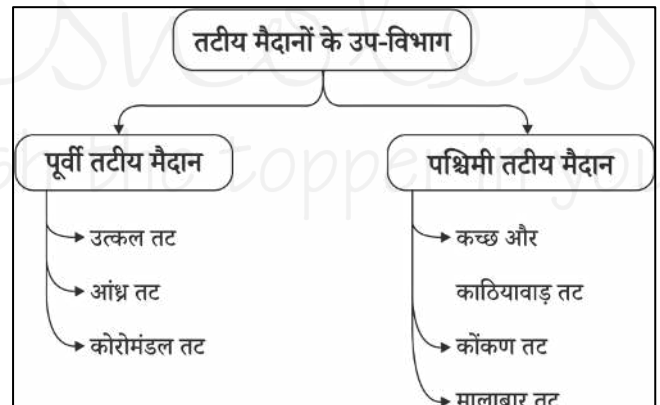 तटीय मैदानों के उप-विभाग
पूर्वी तटीय मैदान
उत्कल तट
आंध्र तट
कोरोमंडल तट
पश्चिमी तटीय मैदान
कच्छ और
काठियावाड़ तट
कोंकण तट
मालाबार तट